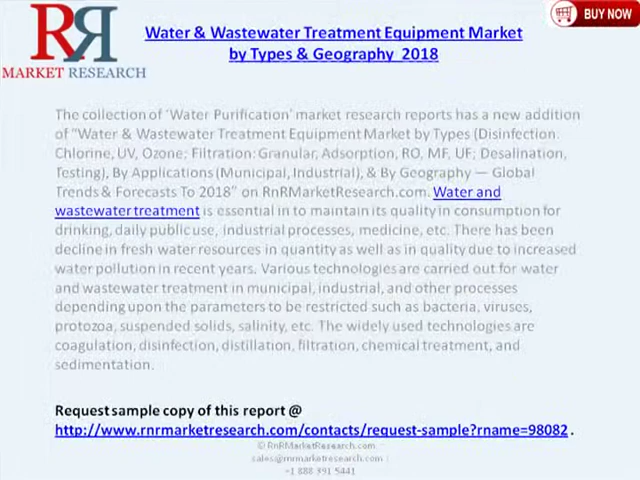 RR
MARKET RESEARCH
Water & Wastewater Treatment Equipment Market
by Types & Geography 2018
BUY NOW
The collection of ‘Water Purification’ market research reports has a new addition
of “Water & Wastewater Treatment Equipment Market by Types (Disinfection:
Chlorine, UV, Ozone; Filtration: Granular, Adsorption, RO, MF, UF; Desalination,
Testing), By Applications (Municipal, Industrial), & By Geography — Global
Trends & Forecasts To 2018” on RnRMarketResearch.com. Water and
wastewater treatment is essential in to maintain its quality in consumption for
drinking, daily public use, industrial processes, medicine, etc. There has been
decline in fresh water resources in quantity as well as in quality due to increased
water pollution in recent years. Various technologies are carried out for water
and wastewater treatment in municipal, industrial, and other processes
depending upon the parameters to be restricted such as bacteria, viruses,
protozoa, suspended solids, salinity, etc. The widely used technologies are
coagulation, disinfection, distillation, filtration, chemical treatment, and
sedimentation.
Request sample copy of this report @
http://www.rnrmarketresearch.com/contacts/request-sample?rname=98082 .
© RnRMarketResearch.com ;
sales@rnrmarketresearch.com ;
+1 888 391 5441